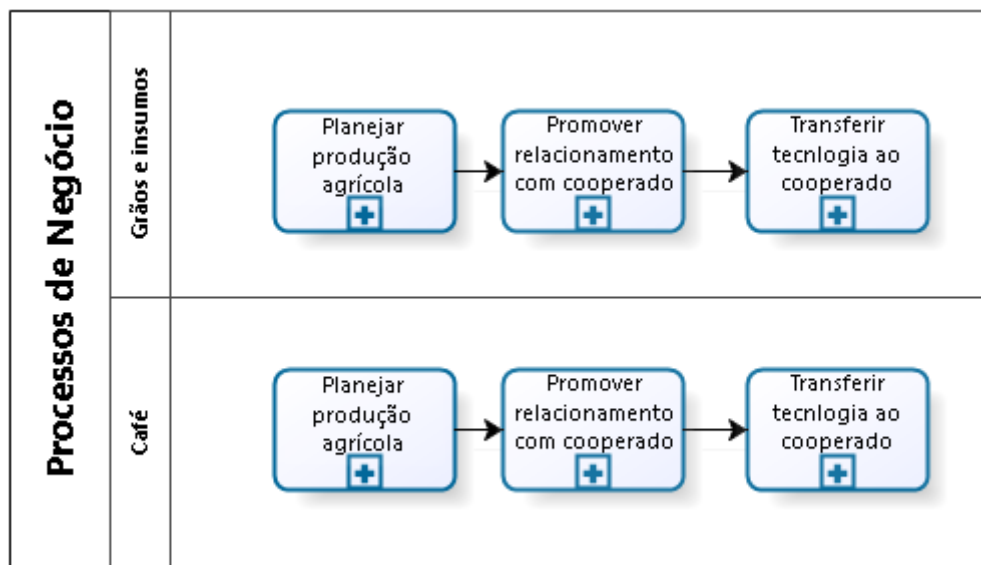 Processos de Negócio
Giãos e insumos
Planejar
produção
agrícola
Promover
relacionamento
com cooperado
Transferir
tecnlogia ao
cooperado
Café
Planejar
produção
agrícola
Promover
relacionamento
com cooperado
Transferir
tecnlogia ao
cooperado